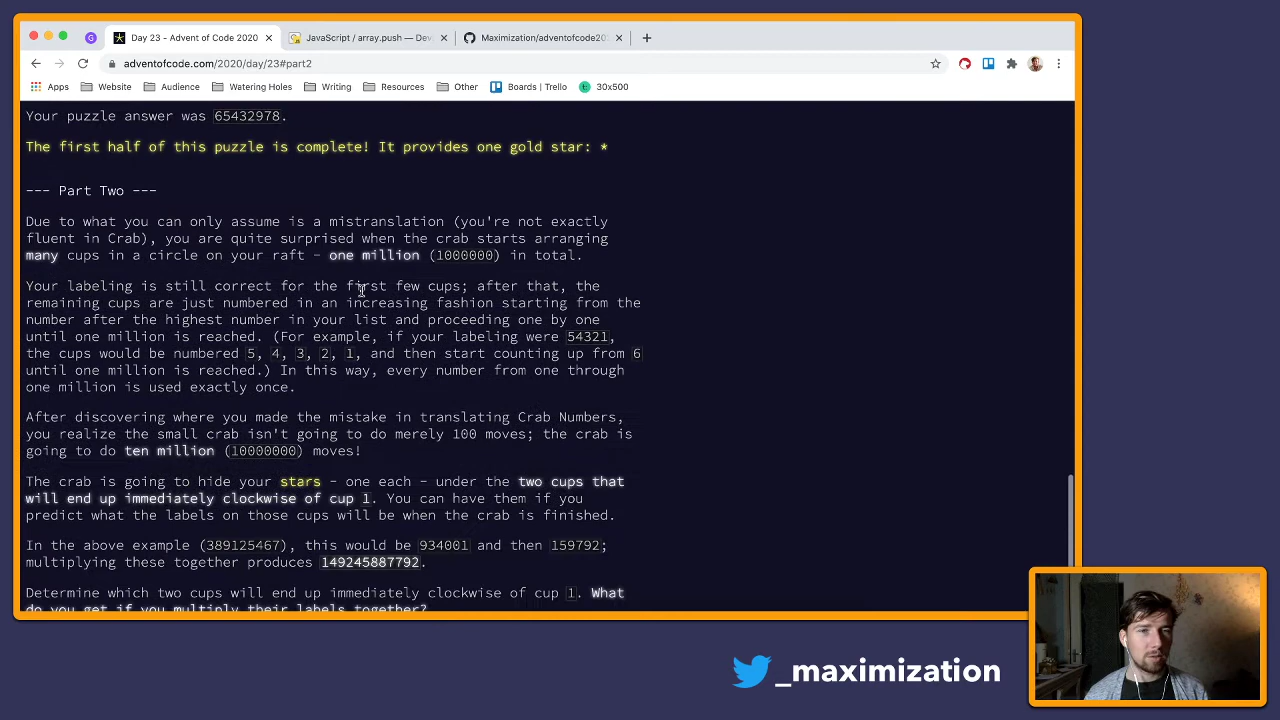 Day 23 - Advent of Code 2020
JavaScript / array.push — Dev
Maximization/adventofcode20
adventofcode.com/2020/day/23#part2
Apps Website Audience Watering Holes Writing Resources Other Boards | Trello 30x500
Your puzzle answer was 65432978.
The first half of this puzzle is complete! It provides one gold star: *
--- Part Two ---
Due to what you can only assume is a mistranslation (you're not exactly
fluent in Crab), you are quite surprised when the crab starts arranging
many cups in a circle on your raft - one million (1000000) in total.
Your labeling is still correct for the first few cups; after that, the
remaining cups are just numbered in an increasing fashion starting from the
number after the highest number in your list and proceeding one by one
until one million is reached. (For example, if your labeling were 54321,
the cups would be numbered 5, 4, 3, 2, 1, and then start counting up from 6
until one million is reached.) In this way, every number from one through
one million is used exactly once.
After discovering where you made the mistake in translating Crab Numbers,
you realize the small crab isn't going to do merely 100 moves; the crab is
going to do ten million (10000000) moves!
The crab is going to hide your stars - one each - under the two cups that
will end up immediately clockwise of cup 1. You can have them if you
predict what the labels on those cups will be when the crab is finished.
In the above example (389125467), this would be 934001 and then 159792;
multiplying these together produces 149245887792.
Determine which two cups will end up immediately clockwise of cup 1. What
do you get if you multiply their labels together?
_maximization